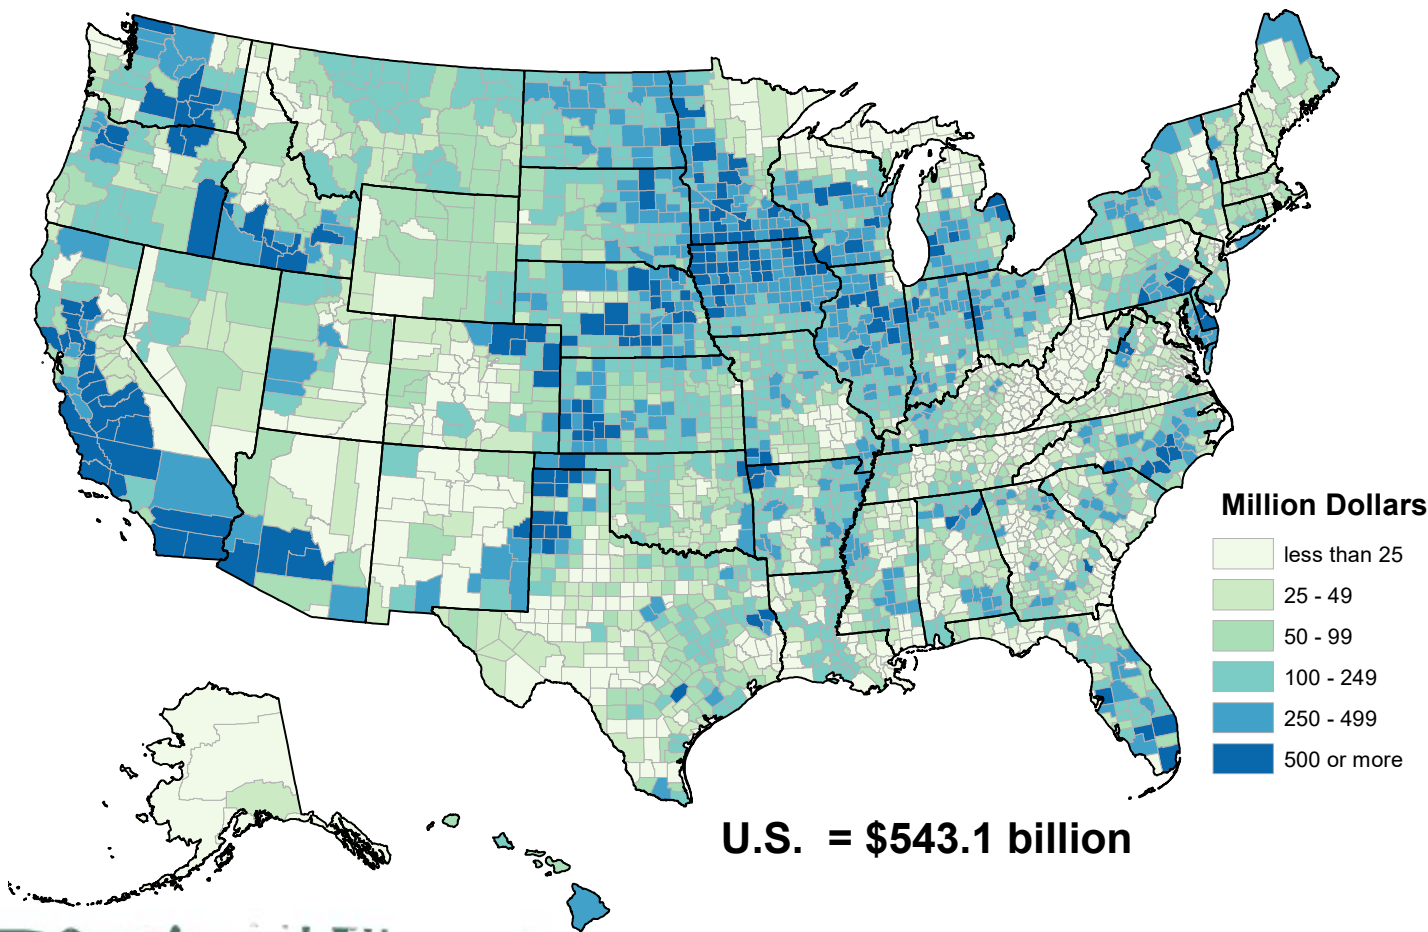 Million Dollars
less than 25
25 - 49
50 - 99
100 - 249
250 - 499
500 or more
U.S. = $543.1 billion